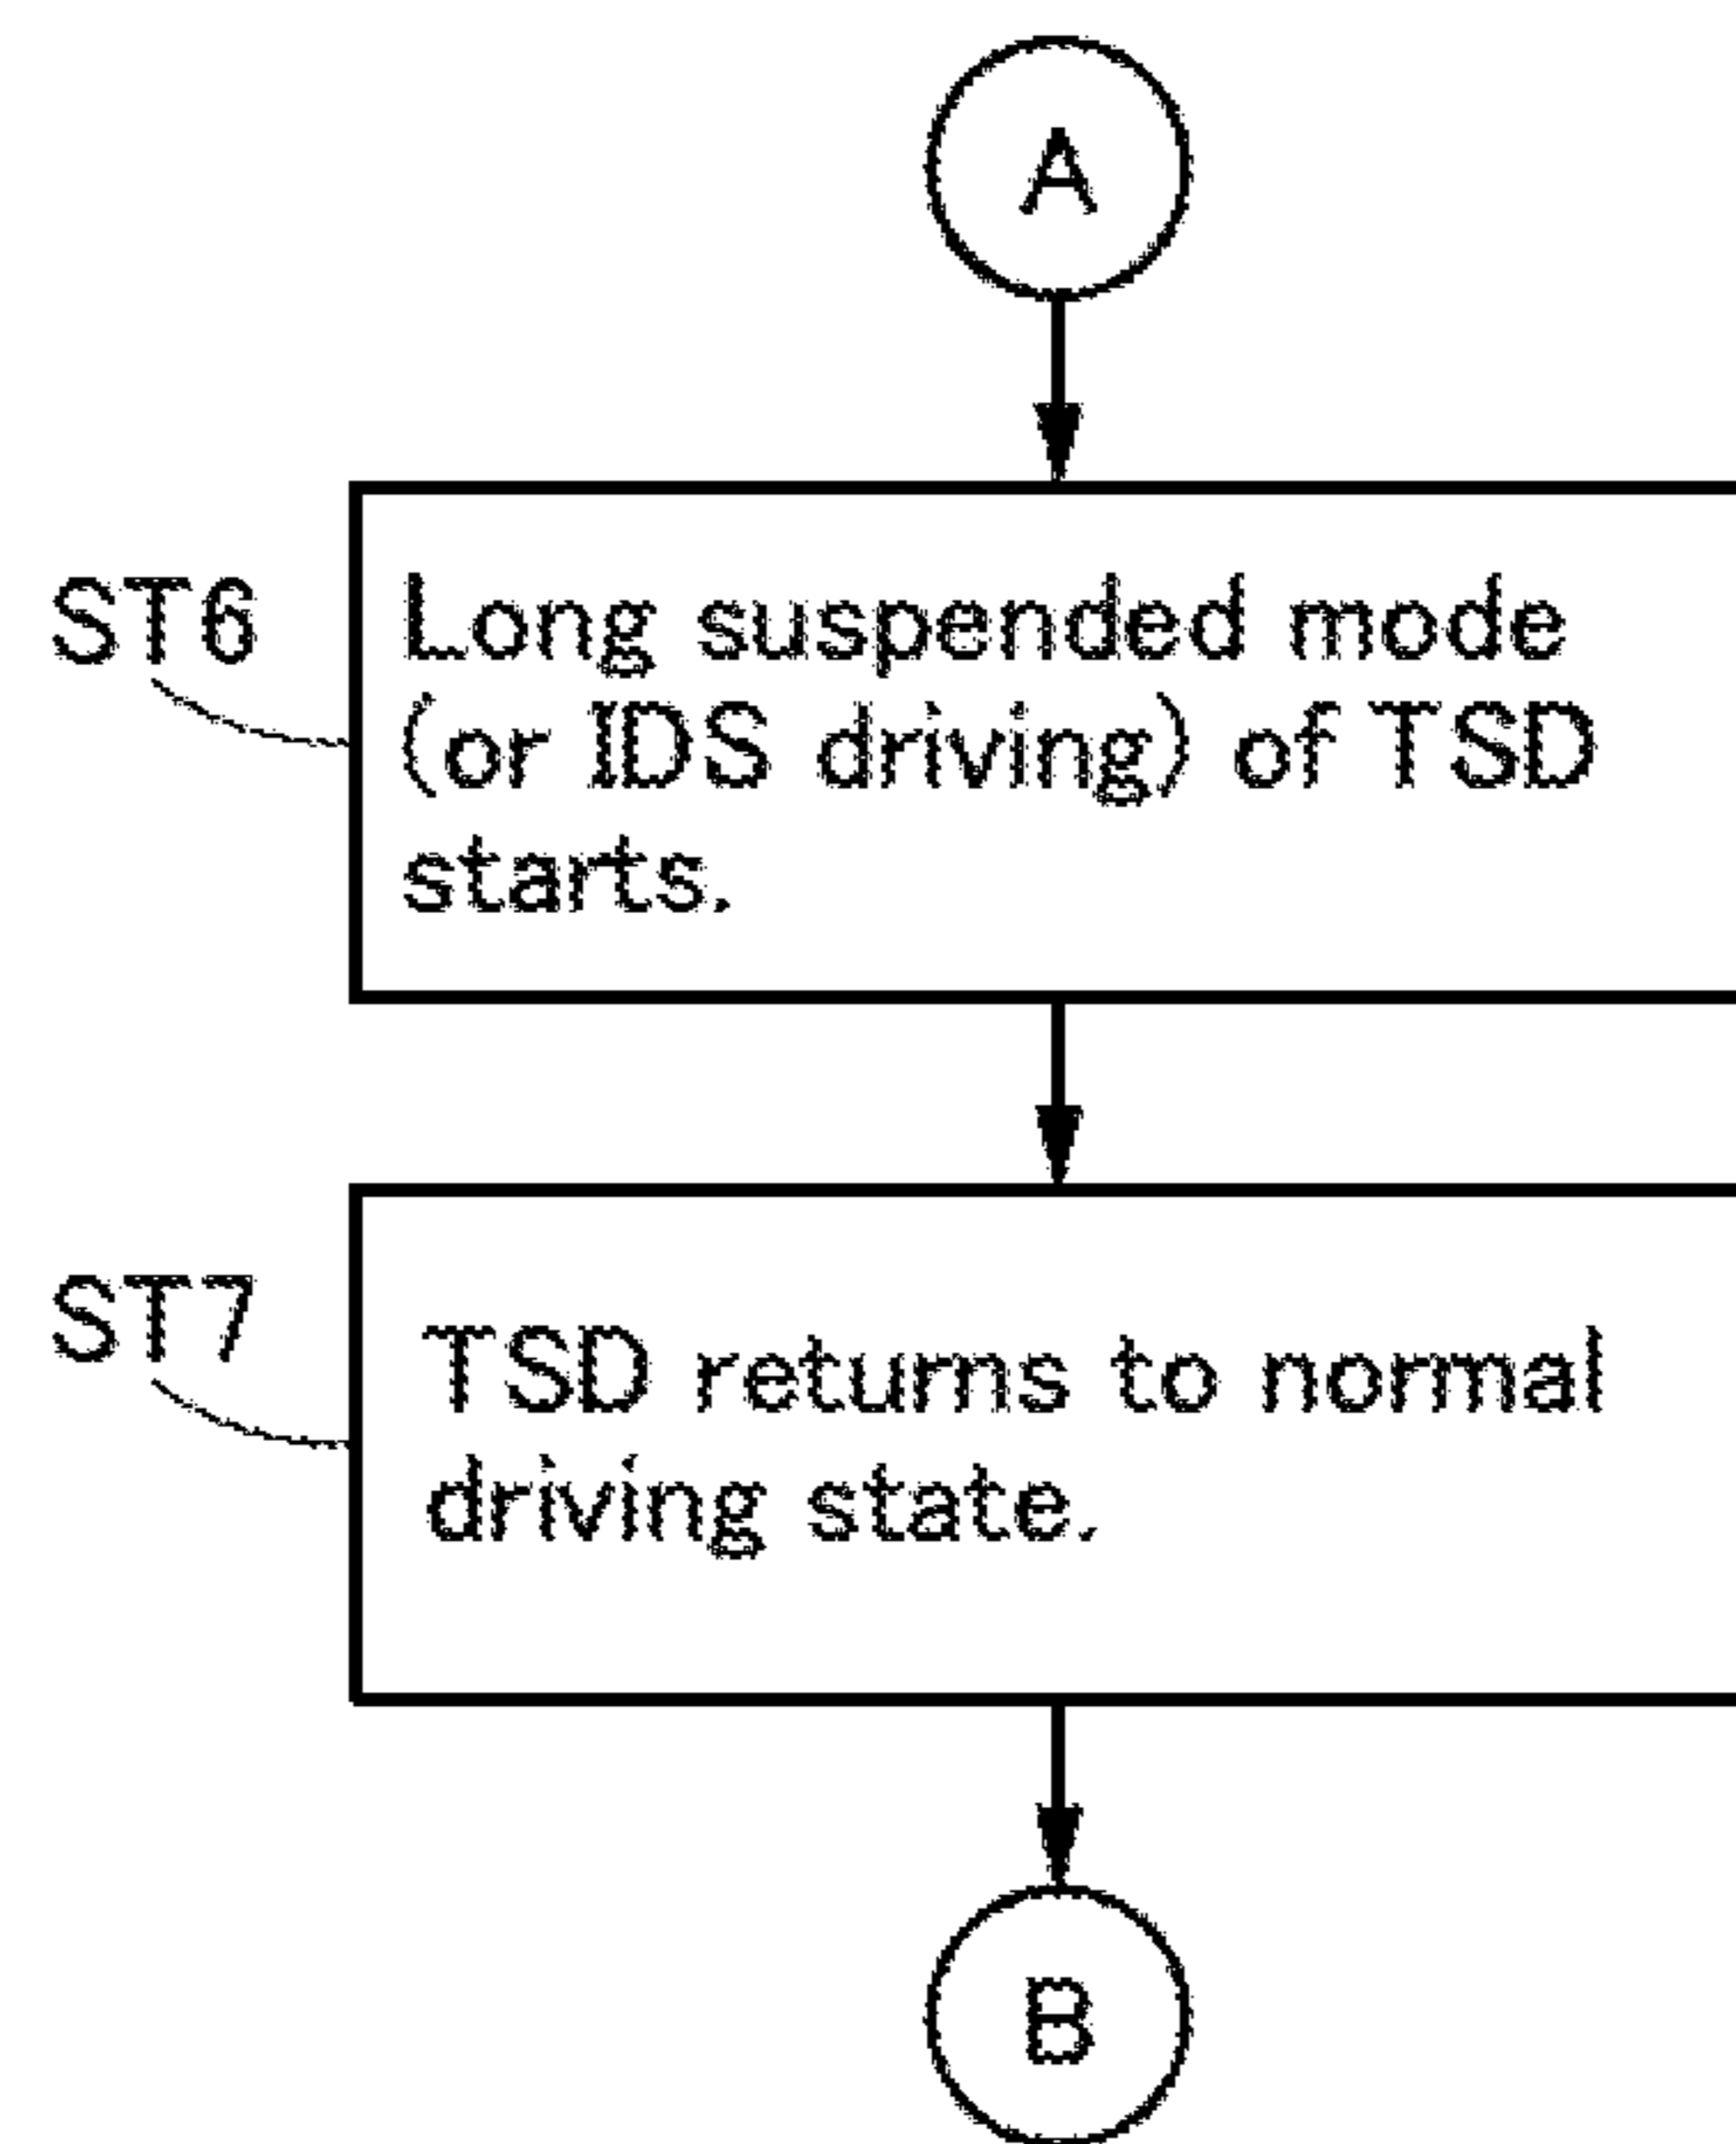 A
ST6
Long suspended mode
(or IDS driving) of TSD
starts.
ST7
TSD returns to normal
driving state.
B